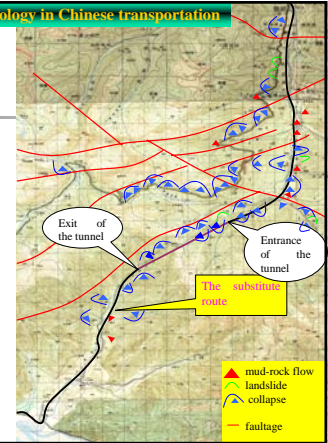 ology in Chinese transportation
Exit of
the tunnel
Entrance
of the
tunnel
The substitute
route
mud-rock flow
landslide
collapse
faultage